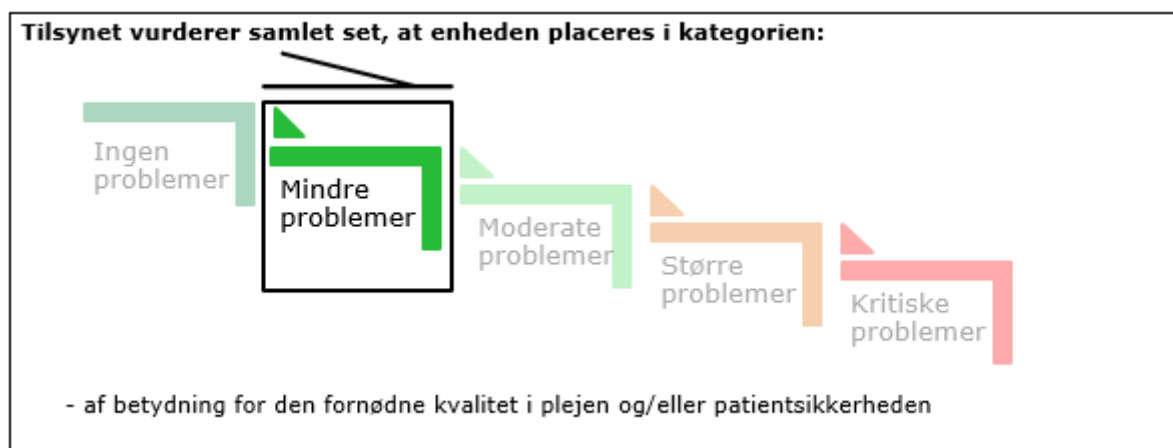 Tilsynet vurderer samlet set, at enheden placeres i kategorien:
Ingen
problemer
Mindre
problemer
Moderate
problemer
Større
problemer
Kritiske
problemer
- af betydning for den fornødne kvalitet i plejen og/eller patientsikkerheden